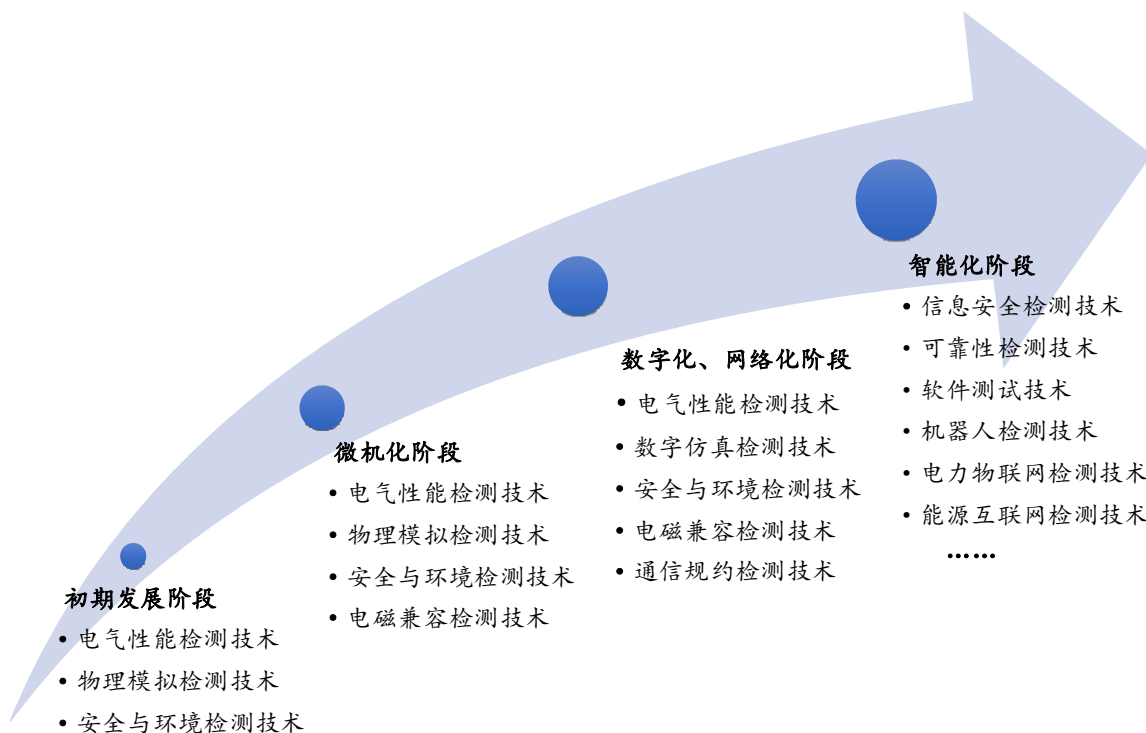 初期发展阶段
• 电气性能检测技术
• 物理模拟检测技术
• 安全与环境检测技术
微机化阶段
• 电气性能检测技术
• 物理模拟检测技术
• 安全与环境检测技术
• 电磁兼容检测技术
数字化、网络化阶段
• 电气性能检测技术
• 数字仿真检测技术
• 安全与环境检测技术
• 电磁兼容检测技术
• 通信规约检测技术
智能化阶段
• 信息安全检测技术
• 可靠性检测技术
• 软件测试技术
• 机器人检测技术
• 电力物联网检测技术
• 能源互联网检测技术
……